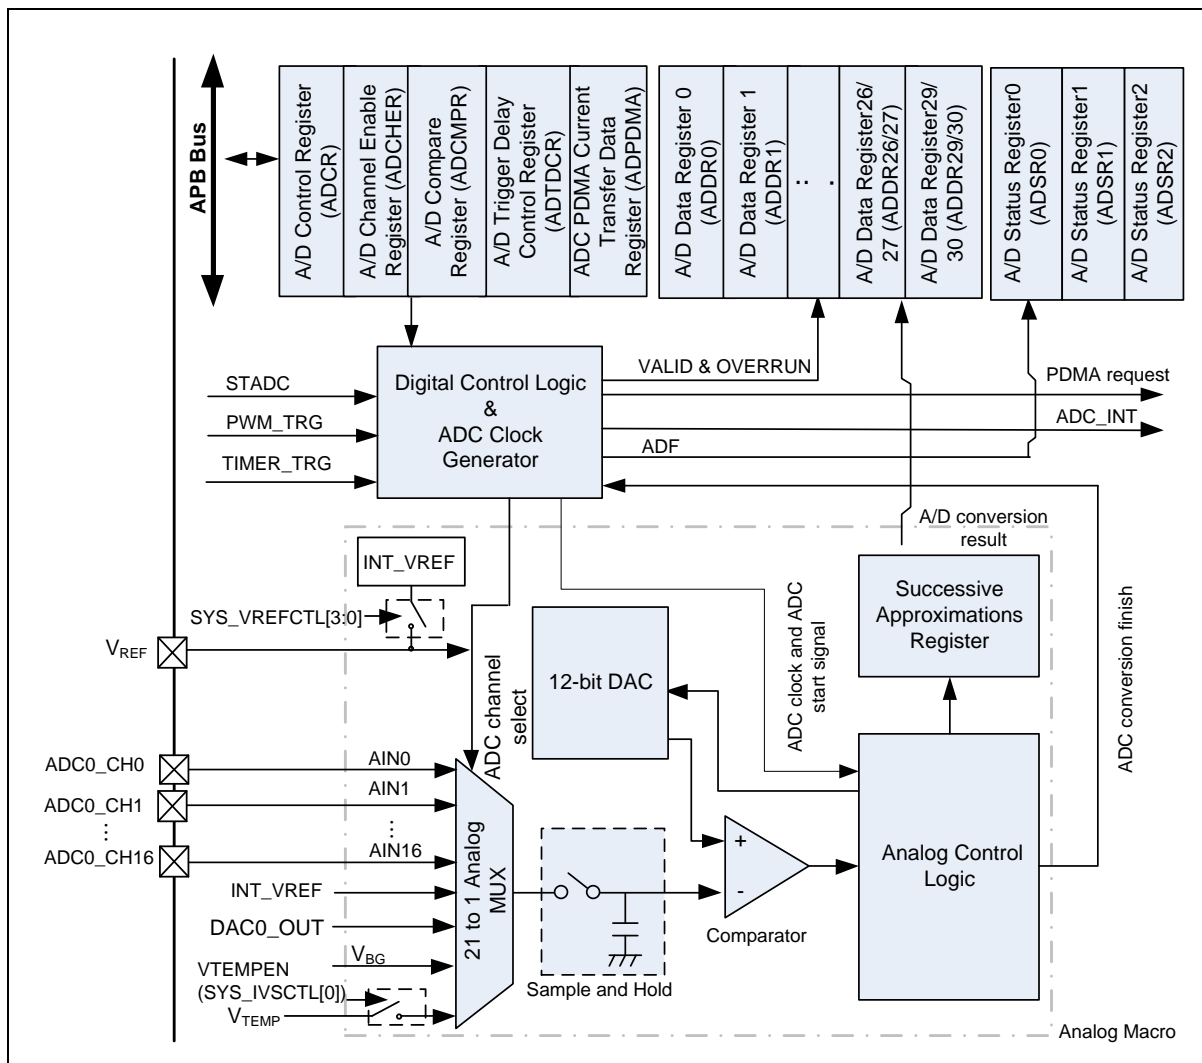 APB Bus
A/D Control Register
(ADCR)
A/D Channel Enable
Register (ADCHER)
A/D Compare
Register (ADCMPR)
A/D Trigger Delay
Control Register
(ADTDCR)
ADC PDMA Current
Transfer Data
Register (ADPDMA)
A/D Data Register 0
(ADDR0)
A/D Data Register 1
(ADDR1)
:: .
A/D Data Register26/
27 (ADDR26/27)
A/D Data Register29/
30 (ADDR29/30)
A/D Status Register0
(ADSR0)
A/D Status Register1
(ADSR1)
A/D Status Register2
(ADSR2)
STADC
PWM_TRG
TIMER_TRG
Digital Control Logic
&
ADC Clock
Generator
VALID & OVERRUN
PDMA request
ADC_INT
ADF
A/D conversion
result
INT_VREF
SYS_VREFCTL[3:0]
VREF
ADC channel
select
12-bit DAC
ADC clock and ADC
start signal
Successive
Approximations
Register
ADC conversion finish
ADC0_CH0
AIN0
ADC0_CH1
AIN1
....
....
ADC0_CH16
AIN16
INT_VREF
DAC0_OUT
VBG
VTEMPEN
(SYS_IVSCTL[0])
VTEMP
21 to 1 Analog
MUX
Sample and Hold
+
-
Comparator
Analog Control
Logic
Analog Macro